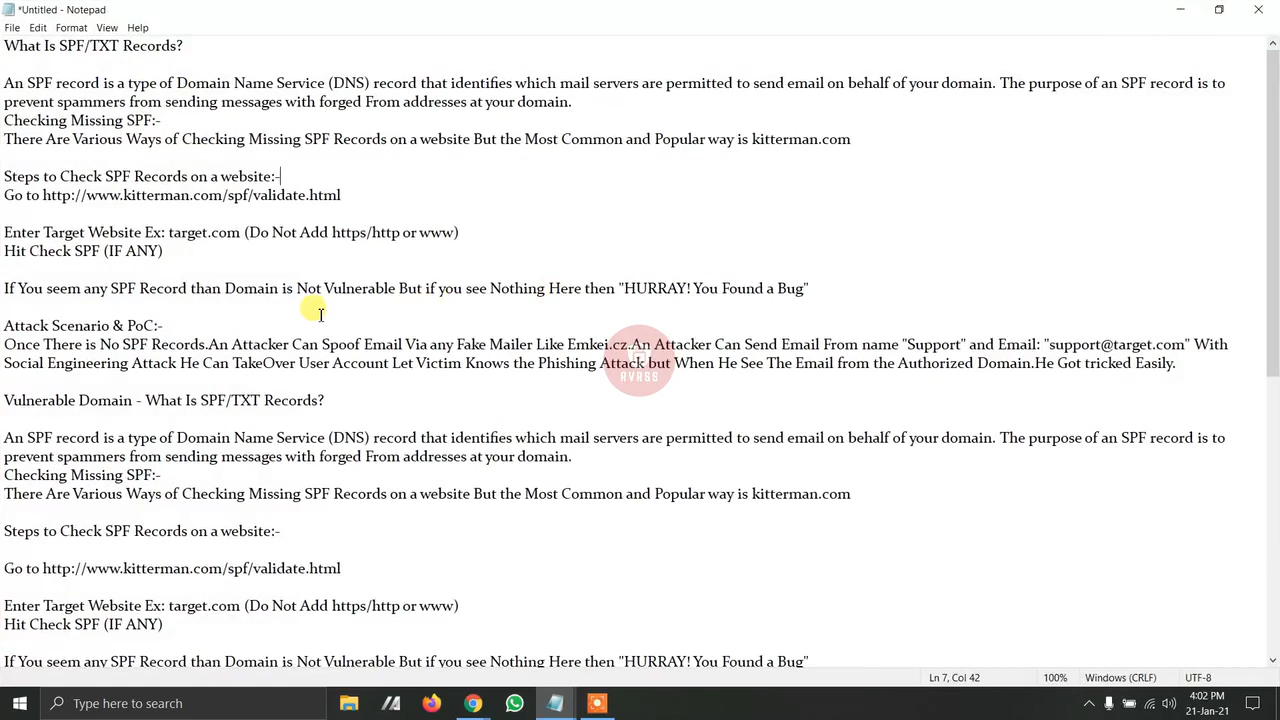 *Untitled - Notepad
File Edit Format View Help
What Is SPF/TXT Records?
An SPF record is a type of Domain Name Service (DNS) record that identifies which mail servers are permitted to send email on behalf of your domain. The purpose of an SPF record is to
prevent spammers from sending messages with forged From addresses at your domain.
Checking Missing SPF:-
There Are Various Ways of Checking Missing SPF Records on a website But the Most Common and Popular way is kitterman.com
Steps to Check SPF Records on a website:-
Go to http://www.kitterman.com/spf/validate.html
Enter Target Website Ex: target.com (Do Not Add https/http or www)
Hit Check SPF (IF ANY)
If You seem any SPF Record than Domain is Not Vulnerable But if you see Nothing Here then "HURRAY! You Found a Bug"
Attack Scenario & PoC:-
Once There is No SPF Records.An Attacker Can Spoof Email Via any Fake Mailer Like Emkei.cz.An Attacker Can Send Email From name "Support" and Email: "support@target.com" With
Social Engineering Attack He Can TakeOver User Account Let Victim Knows the Phishing Attack but When He See The Email from the Authorized Domain.He Got tricked Easily.
AVR88
Vulnerable Domain - What Is SPF/TXT Records?
An SPF record is a type of Domain Name Service (DNS) record that identifies which mail servers are permitted to send email on behalf of your domain. The purpose of an SPF record is to
prevent spammers from sending messages with forged From addresses at your domain.
Checking Missing SPF:-
There Are Various Ways of Checking Missing SPF Records on a website But the Most Common and Popular way is kitterman.com
Steps to Check SPF Records on a website:-
Go to http://www.kitterman.com/spf/validate.html
Enter Target Website Ex: target.com (Do Not Add https/http or www)
Hit Check SPF (IF ANY)
If You seem any SPF Record than Domain is Not Vulnerable But if you see Nothing Here then "HURRAY! You Found a Bug"
Ln 7, Col 42 100% Windows (CRLF) UTF-8
Type here to search
4:02 PM
21-Jan-21